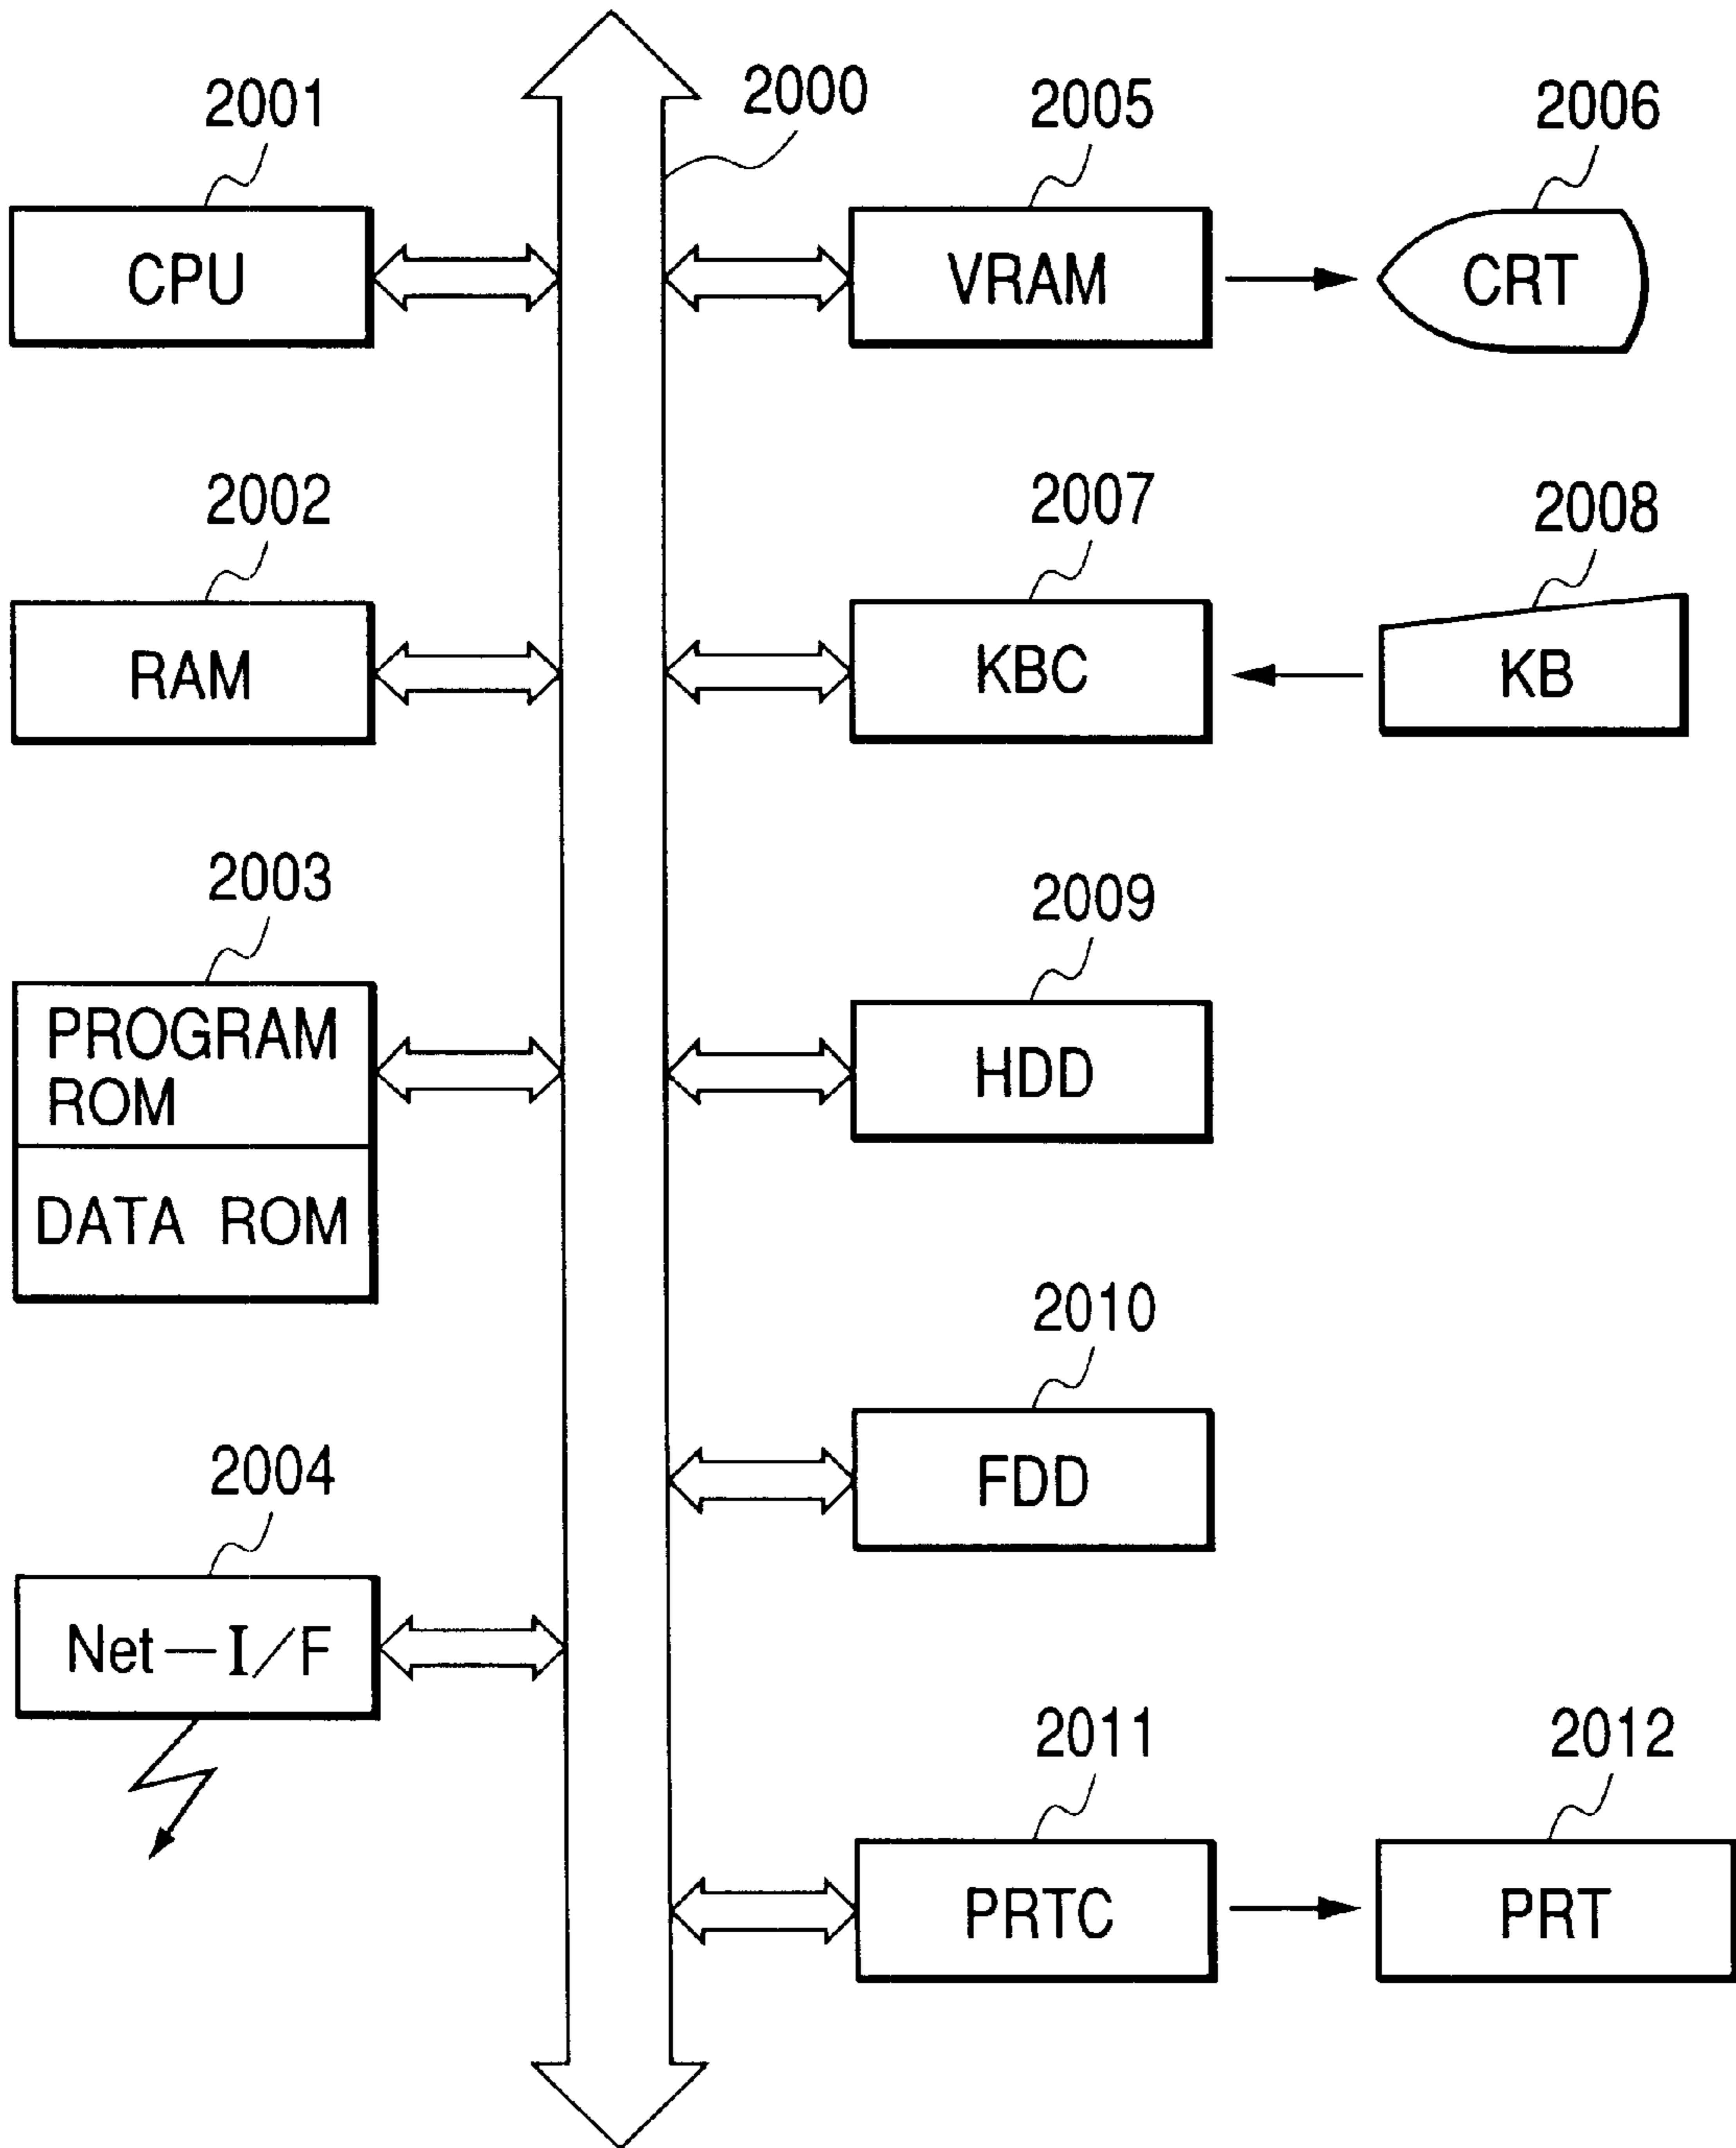 2000
2001
CPU
2005
VRAM
2006
CRT
2002
RAM
2007
KBC
2008
KB
2003
PROGRAM
ROM
DATA ROM
2009
HDD
2010
FDD
2004
Net—I/F
2011
PRTC
2012
PRT